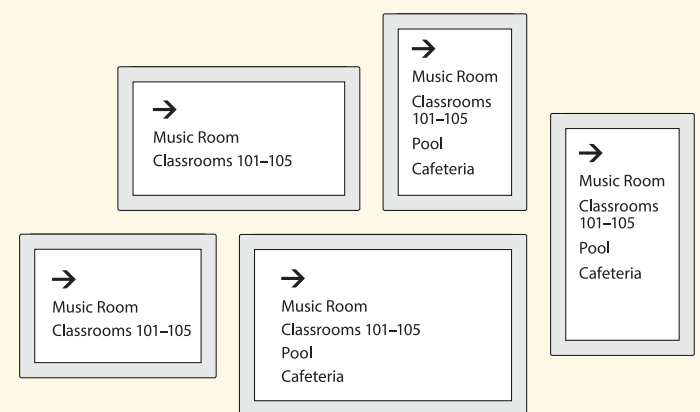 →
Music Room
Classrooms 101–105
→
Music Room
Classrooms
101–105
Pool
Cafeteria
→
Music Room
Classrooms
101–105
Pool
Cafeteria
→
Music Room
Classrooms 101–105
→
Music Room
Classrooms 101–105
Pool
Cafeteria